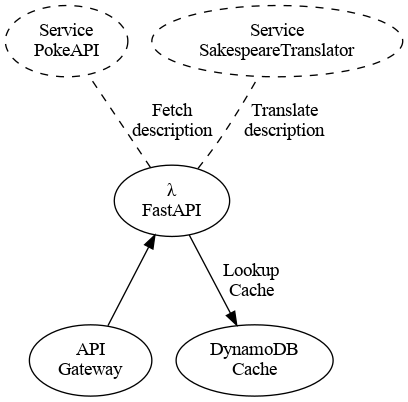 Service
PokeAPI
Service
SakespeareTranslator
Fetch
description
Translate
description
λ
FastAPI
Lookup
Cache
API
Gateway
DynamoDB
Cache